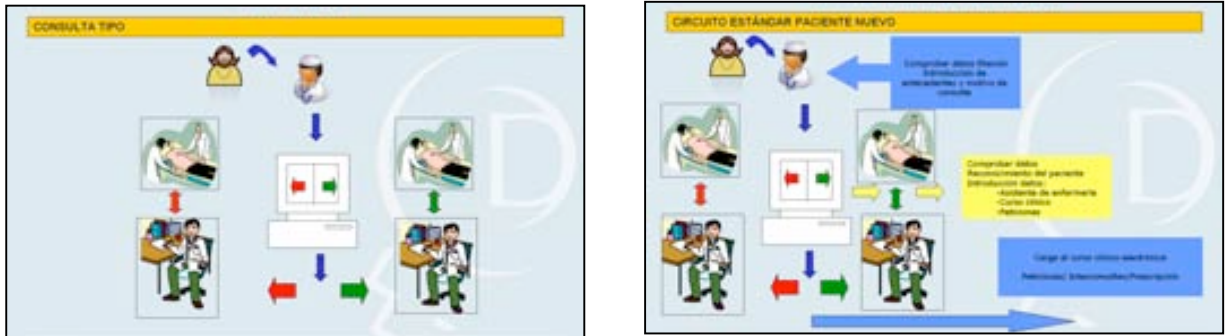 CONSULTA TIPO
CIRCUITO ESTÁNDAR PACIENTE NUEVO
Comprobar datos filiación
Introducción de
antecedentes y motivo de
consulta
Comprobar datos
Reconocimiento del paciente
Introducción datos:
-Asistente de enfermería
-Curso clínico
-Peticiones
Carga al curso clínico electrónico
Peticiones/ Interconsultas/Prescripción